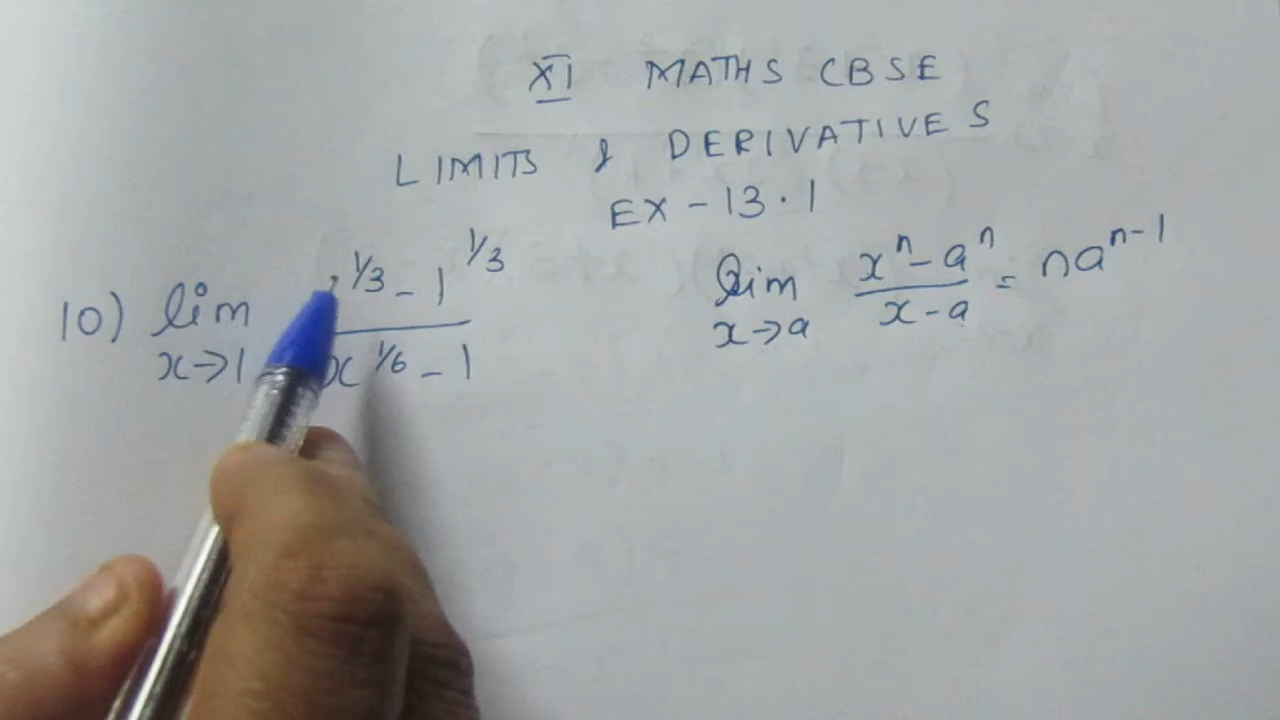 XI MATHS CBSE
LIMITS & DERIVATIVES
EX - 13.1
10) lim x→1 (x^1/3 - 1^1/3) / (x^1/6 - 1)
lim x→a (x^n - a^n) / (x - a) = na^n-1